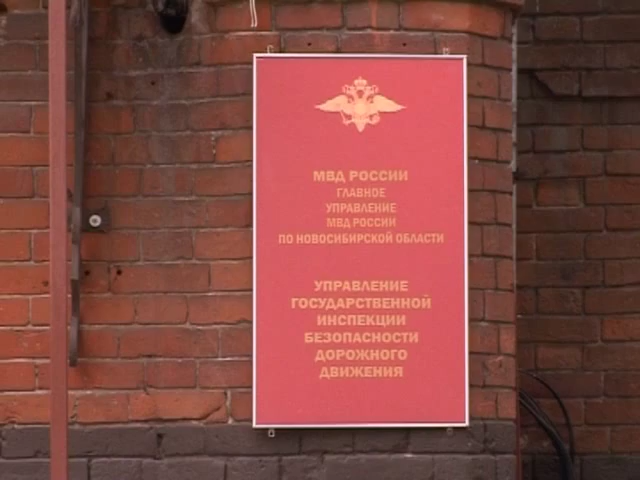 МВД РОССИИ
ГЛАВНОЕ
УПРАВЛЕНИЕ
МВД РОССИИ
ПО НОВОСИБИРСКОЙ ОБЛАСТИ
УПРАВЛЕНИЕ
ГОСУДАРСТВЕННОЙ
ИНСПЕКЦИИ
БЕЗОПАСНОСТИ
ДОРОЖНОГО
ДВИЖЕНИЯ